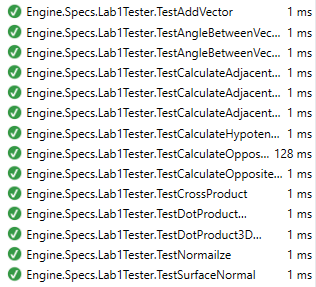 Engine.Specs.Lab1Tester.TestAddVector 1 ms
Engine.Specs.Lab1Tester.TestAngleBetweenVec... 1 ms
Engine.Specs.Lab1Tester.TestAngleBetweenVec... 1 ms
Engine.Specs.Lab1Tester.TestCalculateAdjacent... 1 ms
Engine.Specs.Lab1Tester.TestCalculateAdjacent... 1 ms
Engine.Specs.Lab1Tester.TestCalculateAdjacent... 1 ms
Engine.Specs.Lab1Tester.TestCalculateHypoten... 1 ms
Engine.Specs.Lab1Tester.TestCalculateOppos... 128 ms
Engine.Specs.Lab1Tester.TestCalculateOpposite... 1 ms
Engine.Specs.Lab1Tester.TestCrossProduct 1 ms
Engine.Specs.Lab1Tester.TestDotProduct... 1 ms
Engine.Specs.Lab1Tester.TestDotProduct3D... 1 ms
Engine.Specs.Lab1Tester.TestNormailze 1 ms
Engine.Specs.Lab1Tester.TestSurfaceNormal 1 ms